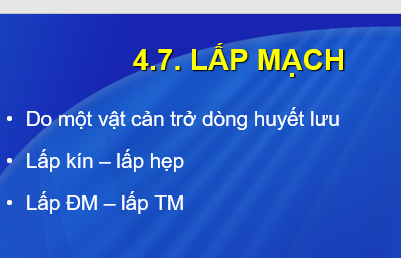 4.7. LẤP MẠCH
• Do một vật cản trở dòng huyết lưu
• Lấp kín – lấp hẹp
• Lấp ĐM – lấp TM